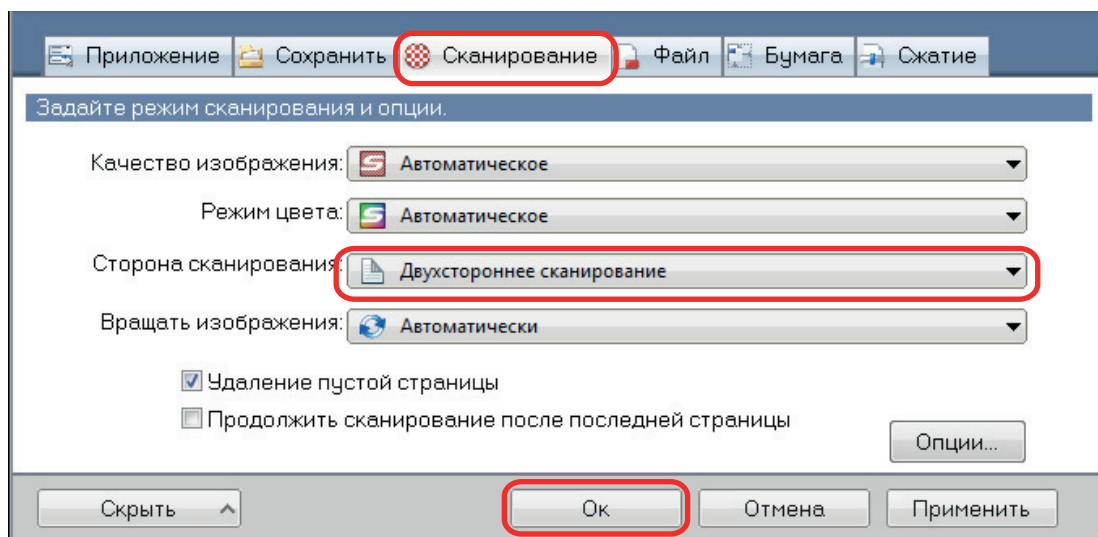 Приложение Сохранить Сканирование Файл Бумага Сжатие
Задайте режим сканирования и опции.
Качество изображения: Автоматическое
Режим цвета: Автоматическое
Сторона сканирования: Двухстороннее сканирование
Вращать изображения: Автоматически
Удаление пустой страницы
Продолжить сканирование после последней страницы
Опции...
Скрыть Ок Отмена Применить